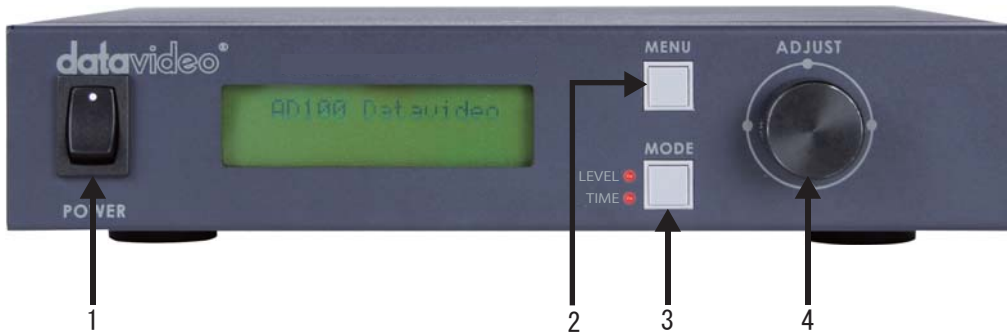 datavideo®
POWER
AD100 Datavideo
MENU
MODE
LEVEL
TIME
ADJUST
1
2
3
4